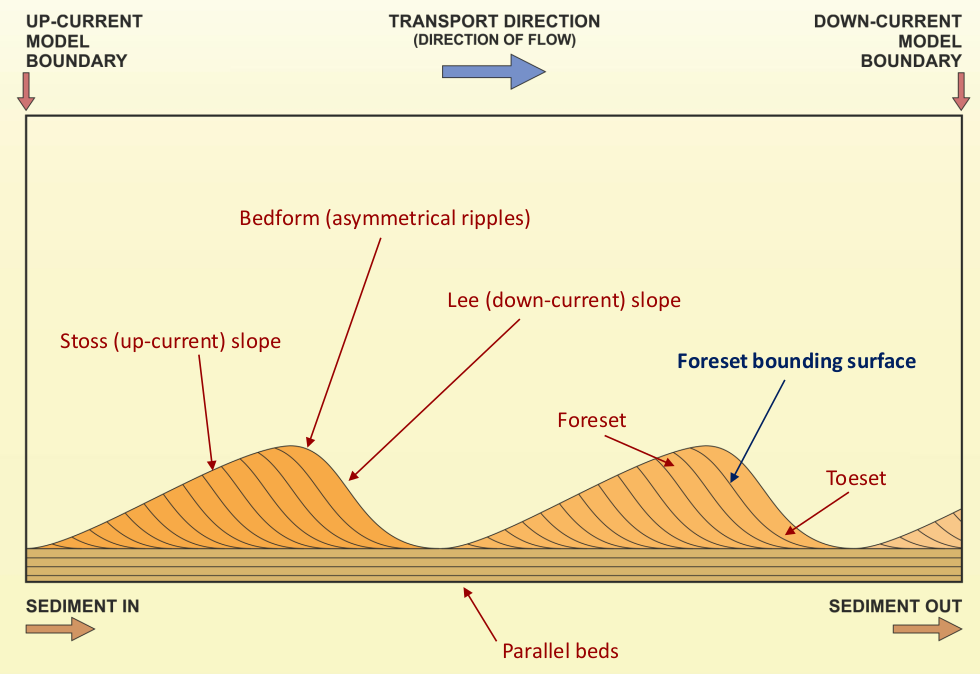 UP-CURRENT
MODEL
BOUNDARY
TRANSPORT DIRECTION
(DIRECTION OF FLOW)
DOWN-CURRENT
MODEL
BOUNDARY
Bedform (asymmetrical ripples)
Lee (down-current) slope
Stoss (up-current) slope
Foreset bounding surface
Foreset
Toeset
SEDIMENT IN
SEDIMENT OUT
Parallel beds